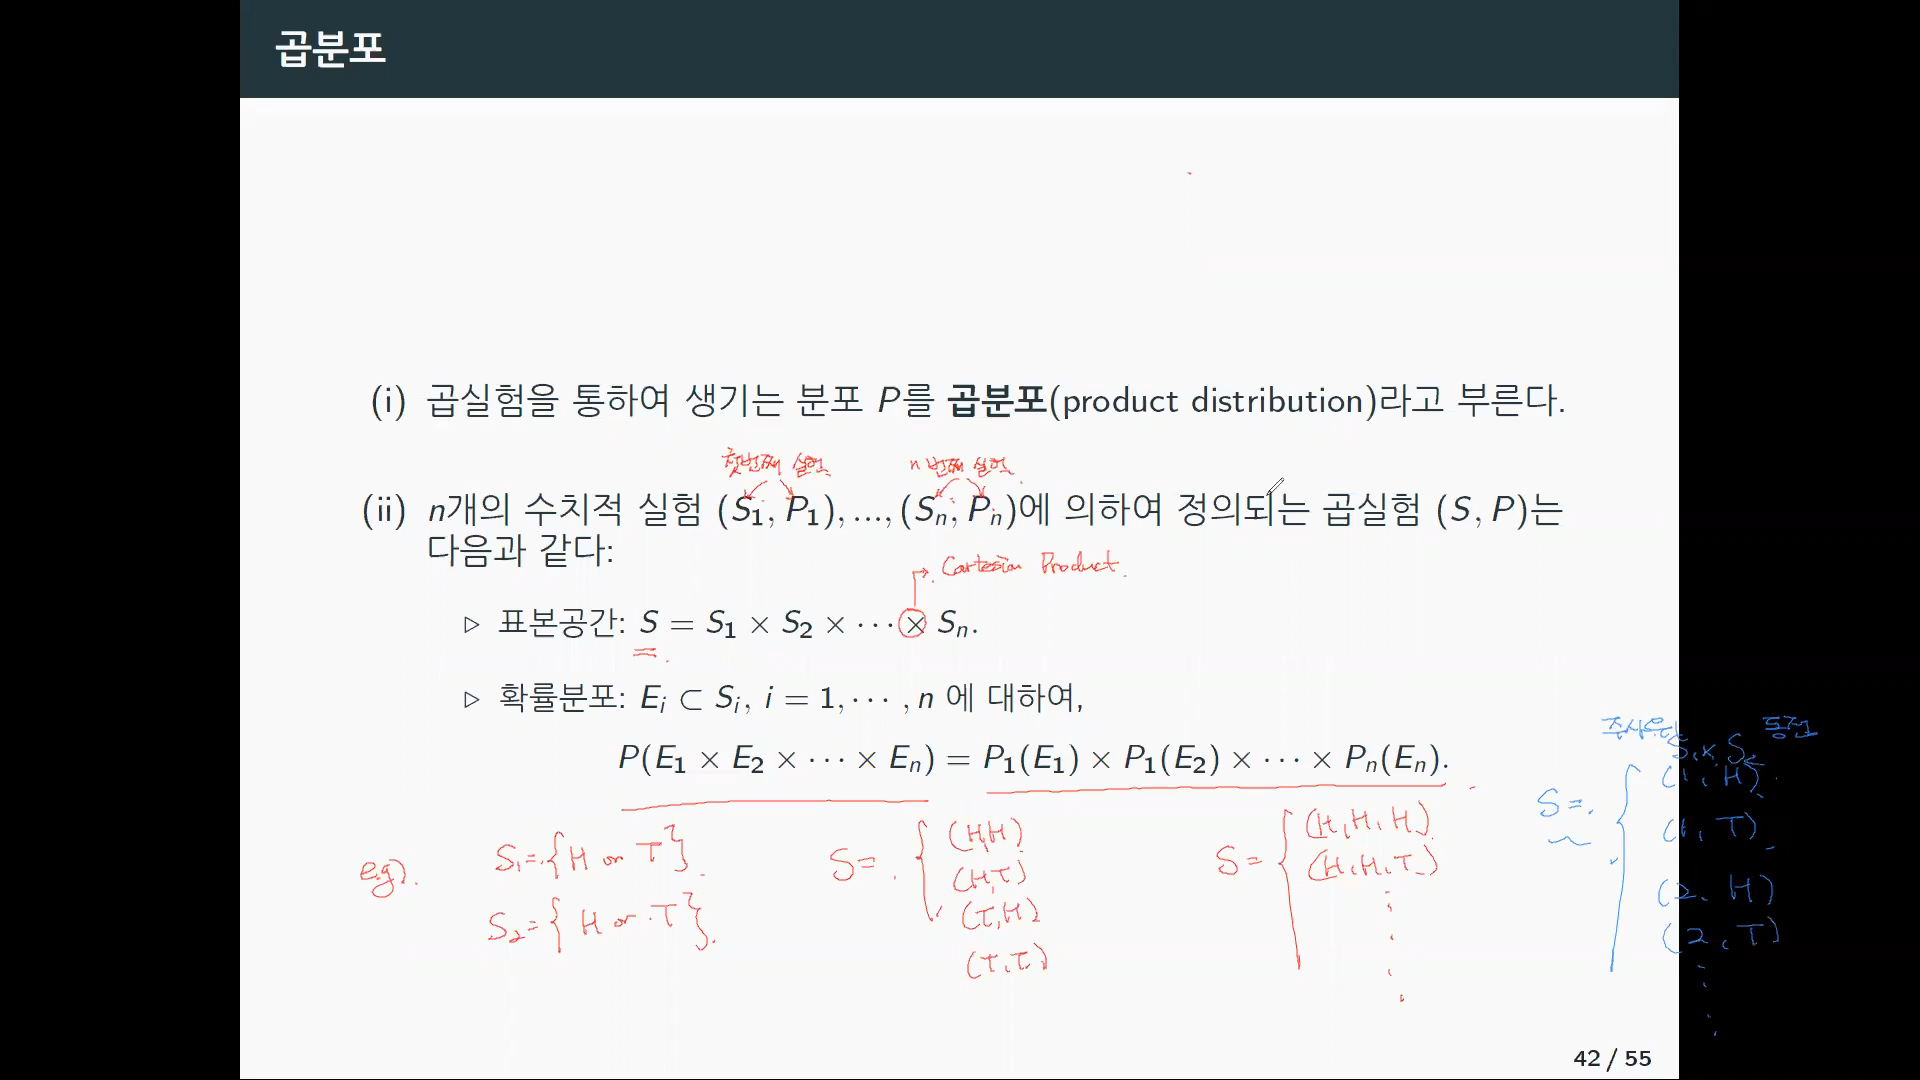 곱분포
(i) 곱실험을 통하여 생기는 분포 P를 곱분포(product distribution)라고 부른다.
첫번째 실험 n 번째 실험
(ii) n개의 수치적 실험 (S₁, P₁), ..., (Sₙ, Pₙ)에 의하여 정의되는 곱실험 (S, P)는
다음과 같다:
Cartesian Product
▷ 표본공간: S = S₁ × S₂ × ··· × Sₙ.
▷ 확률분포: Eᵢ ⊂ Sᵢ, i = 1, ··· , n 에 대하여,
P(E₁ × E₂ × ··· × Eₙ) = P₁(E₁) × P₁(E₂) × ··· × Pₙ(Eₙ).
e.g).
S₁ = {H or T}
S₂ = {H or T}
S = {
(H,H)
(H,T)
(T,H)
(T,T)
S = {
(H,H,H)
(H,H,T)
⋮
주사위 동전
S₁ × S₂
S = {
(1, H)
(1, T)
(2, H)
(2, T)
⋮
42 / 55